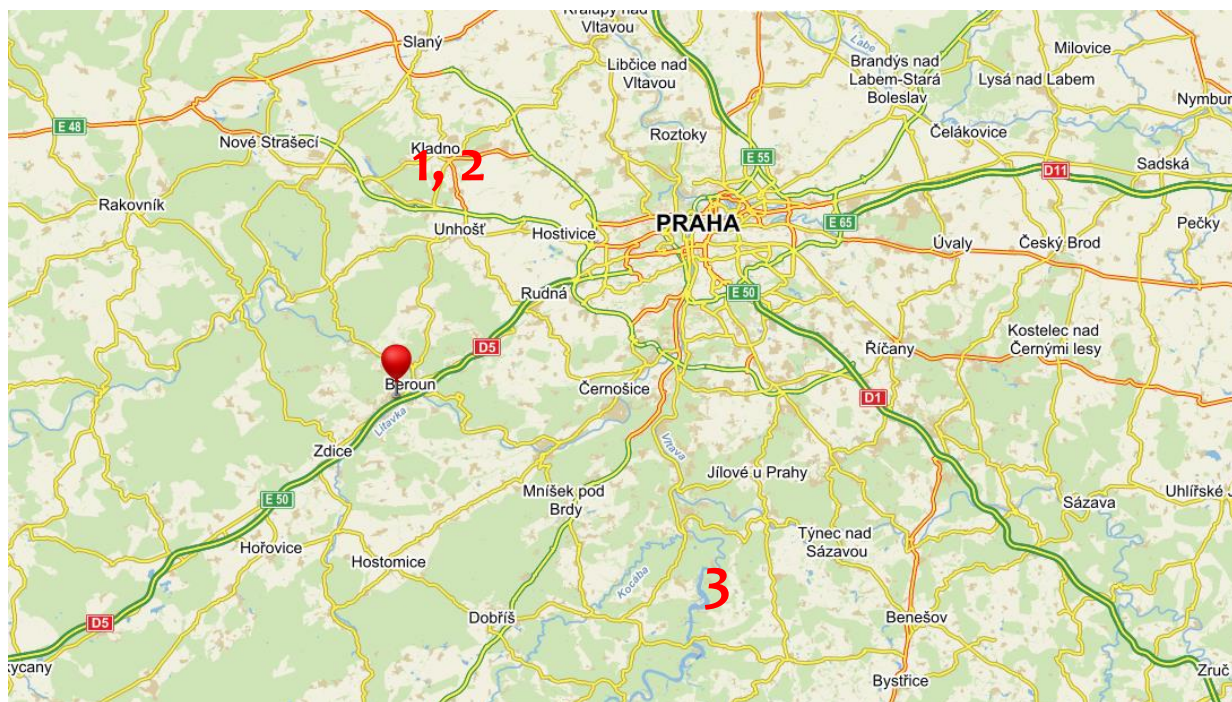 Kralupy nad
Vltavou
Slaný
Libčice nad
Vltavou
Labe
Brandýs nad
Labem-Stará
Boleslav
Milovice
Lysá nad Labem
Nymbur
E 48
Nové Strašecí
Kladno
1, 2
Roztoky
E 55
Čelákovice
Sadská
D11
Rakovník
Unhošť
Hostivice
PRAHA
E 65
Úvaly
Český Brod
Pečky
Rudná
E 50
Kostelec nad
Černými lesy
D5
Říčany
Beroun
Černošice
D1
Litavka
Zdice
Vltava
Jílové u Prahy
Mníšek pod
Brdy
Uhlířské
Sázava
E 50
Týnec nad
Sázavou
Hořovice
Hostomice
Kocába
3
Dobříš
Benešov
D5
kycany
Bystřice
Zruč